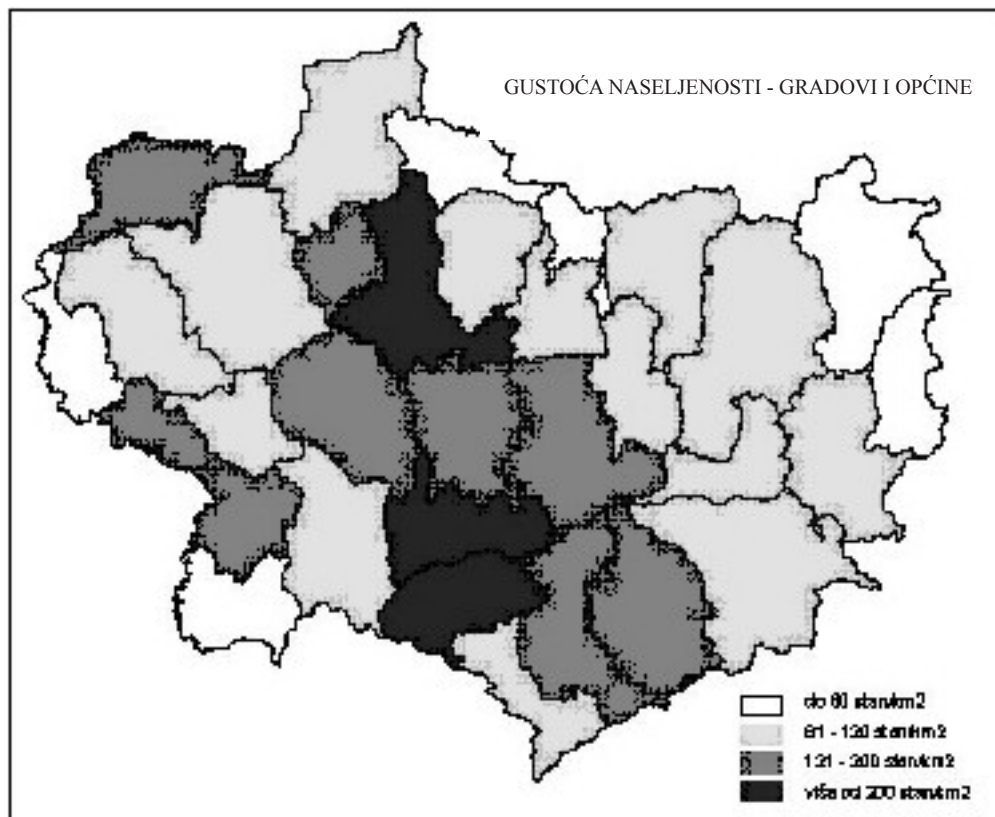 GUSTOĆA NASELJENOSTI - GRADOVI I OPĆINE
do 60 stan/km2
61 - 120 stan/km2
121 - 200 stan/km2
više od 200 stan/km2